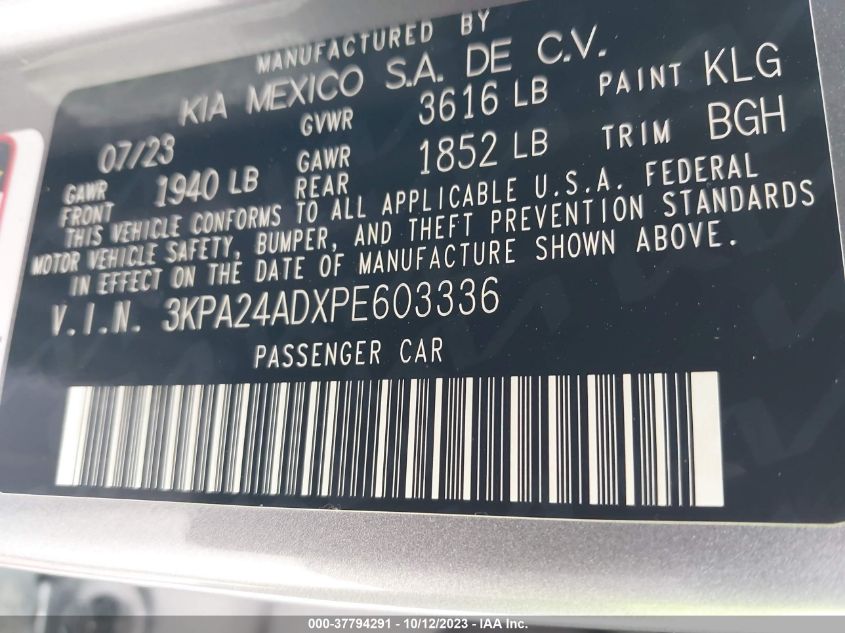 MANUFACTURED BY
KIA MEXICO S.A. DE C.V.
07/23 GVWR 3616 LB PAINT KLG
GAWR FRONT 1940 LB GAWR REAR 1852 LB TRIM BGH
THIS VEHICLE CONFORMS TO ALL APPLICABLE U.S.A. FEDERAL
MOTOR VEHICLE SAFETY, BUMPER, AND THEFT PREVENTION STANDARDS
IN EFFECT ON THE DATE OF MANUFACTURE SHOWN ABOVE.
V.I.N. 3KPA24ADXPE603336
PASSENGER CAR
000-37794291 - 10/12/2023 - IAA Inc.